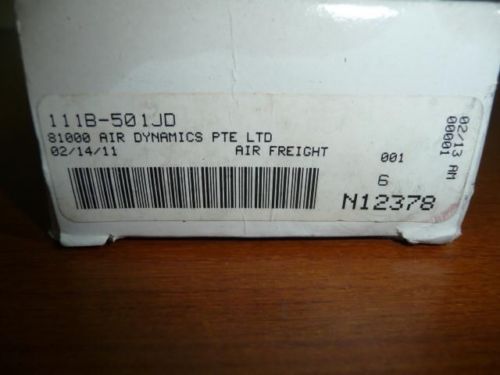 111B-501JD
81000 AIR DYNAMICS PTE LTD
02/14/11 AIR FREIGHT 001
6
N12378
02/13 AM
00001